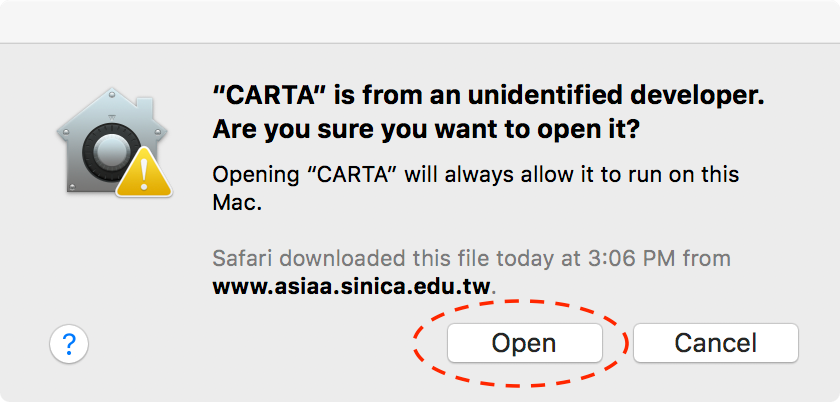 “CARTA” is from an unidentified developer.
Are you sure you want to open it?
Opening “CARTA” will always allow it to run on this
Mac.
Safari downloaded this file today at 3:06 PM from
www.asiaa.sinica.edu.tw.
?
Open
Cancel